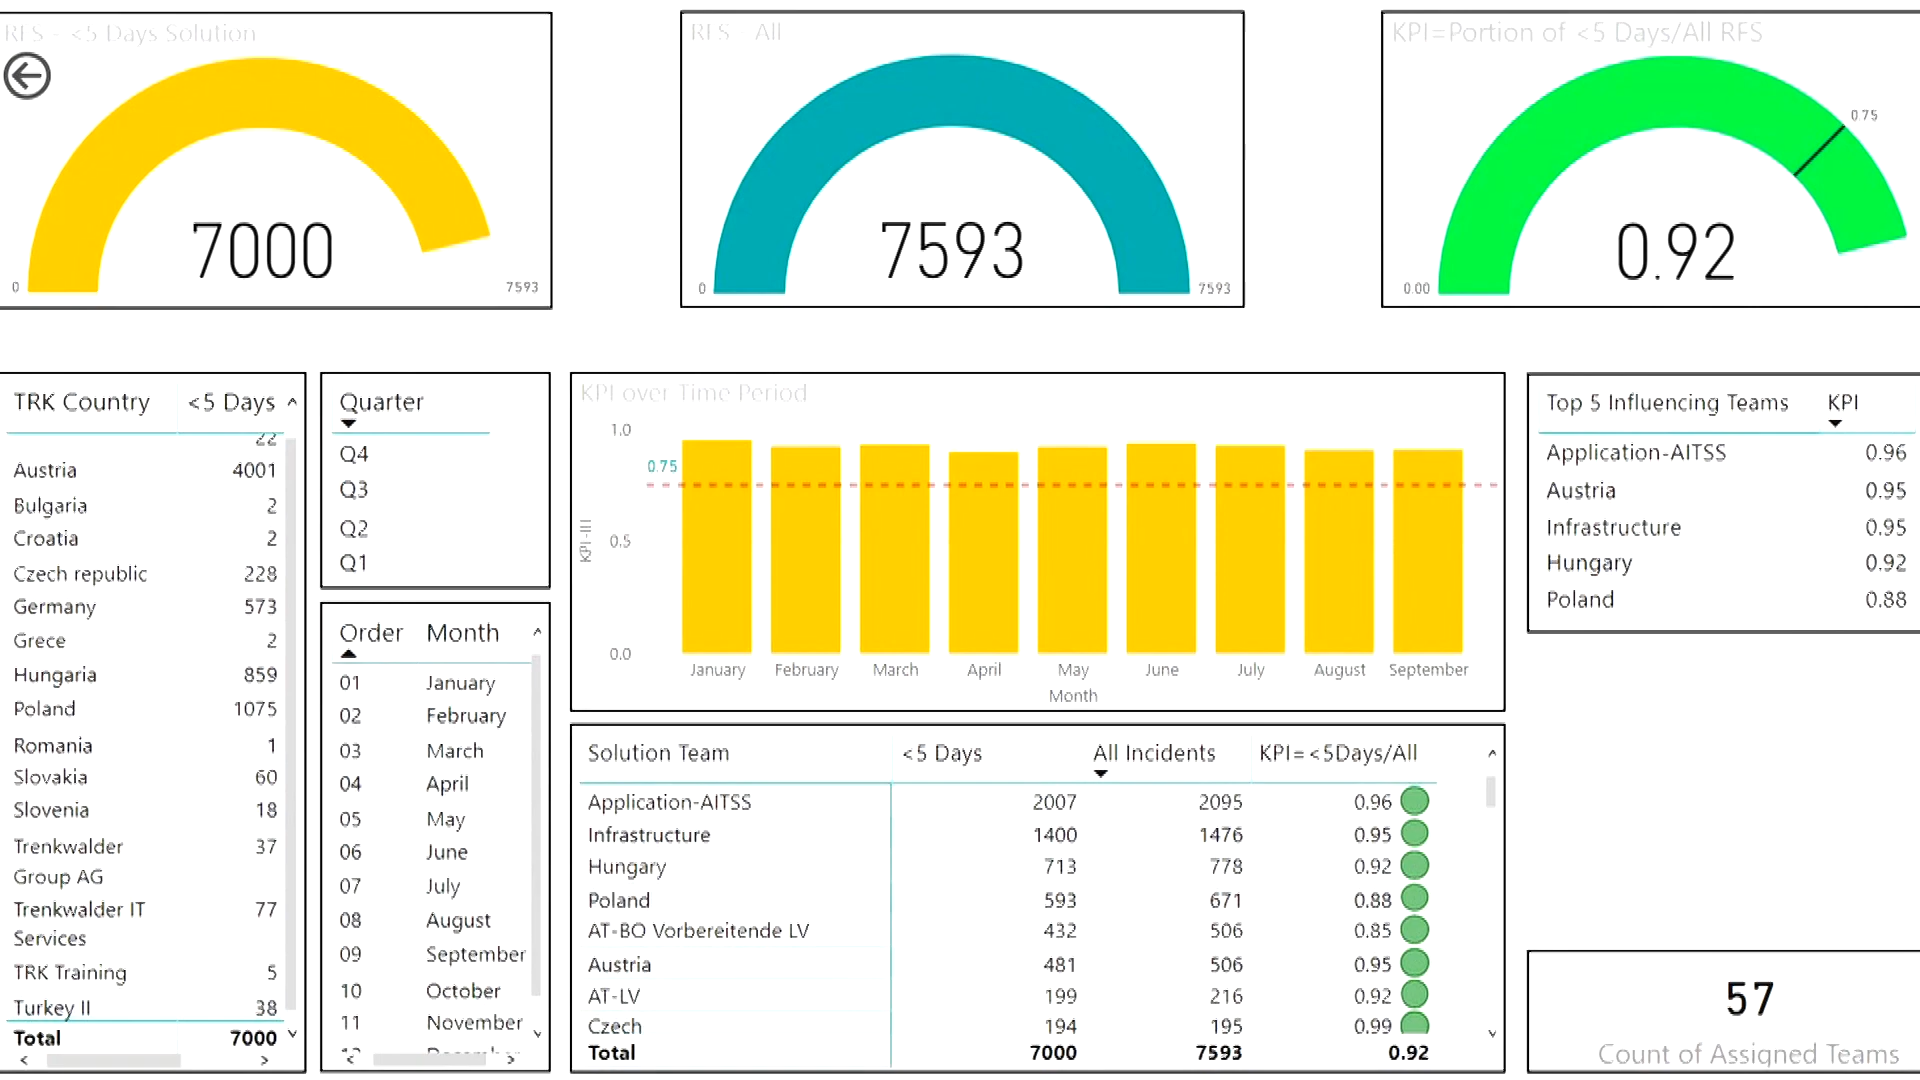 RFS - <5 Days Solution
7000
0
7593
RFS - All
7593
0
7593
KPI=Portion of <5 Days/All RFS
0.75
0.92
0.00
TRK Country <5 Days
22
Austria 4001
Bulgaria 2
Croatia 2
Czech republic 228
Germany 573
Grece 2
Hungaria 859
Poland 1075
Romania 1
Slovakia 60
Slovenia 18
Trenkwalder 37
Group AG
Trenkwalder IT 77
Services
TRK Training 5
Turkey II 38
Total 7000
Quarter
Q4
Q3
Q2
Q1
Order Month
01 January
02 February
03 March
04 April
05 May
06 June
07 July
08 August
09 September
10 October
11 November
12 December
KPI over Time Period
1.0
0.75
0.5
0.0
KPI-III
January February March April May June July August September
Month
Top 5 Influencing Teams KPI
Application-AITSS 0.96
Austria 0.95
Infrastructure 0.95
Hungary 0.92
Poland 0.88
Solution Team <5 Days All Incidents KPI=<5Days/All
Application-AITSS 2007 2095 0.96
Infrastructure 1400 1476 0.95
Hungary 713 778 0.92
Poland 593 671 0.88
AT-BO Vorbereitende LV 432 506 0.85
Austria 481 506 0.95
AT-LV 199 216 0.92
Czech 194 195 0.99
Total 7000 7593 0.92
57
Count of Assigned Teams